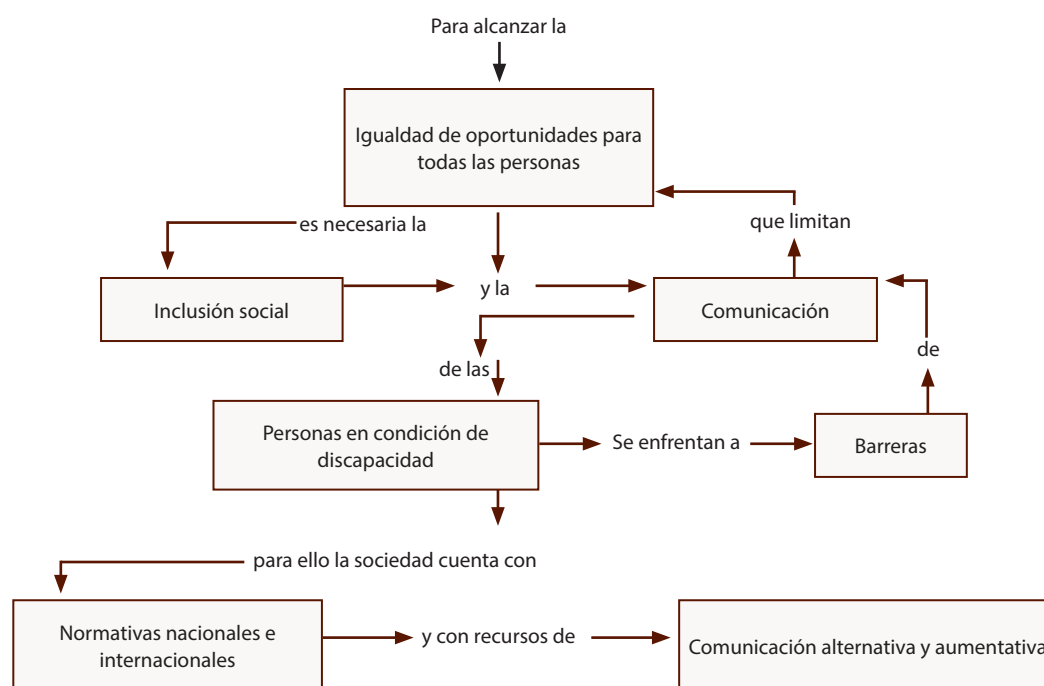 Para alcanzar la
Igualdad de oportunidades para
todas las personas
es necesaria la
que limitan
Inclusión social
y la
Comunicación
de las
de
Personas en condición de
discapacidad
Se enfrentan a
Barreras
para ello la sociedad cuenta con
Normativas nacionales e
internacionales
y con recursos de
Comunicación alternativa y aumentativa